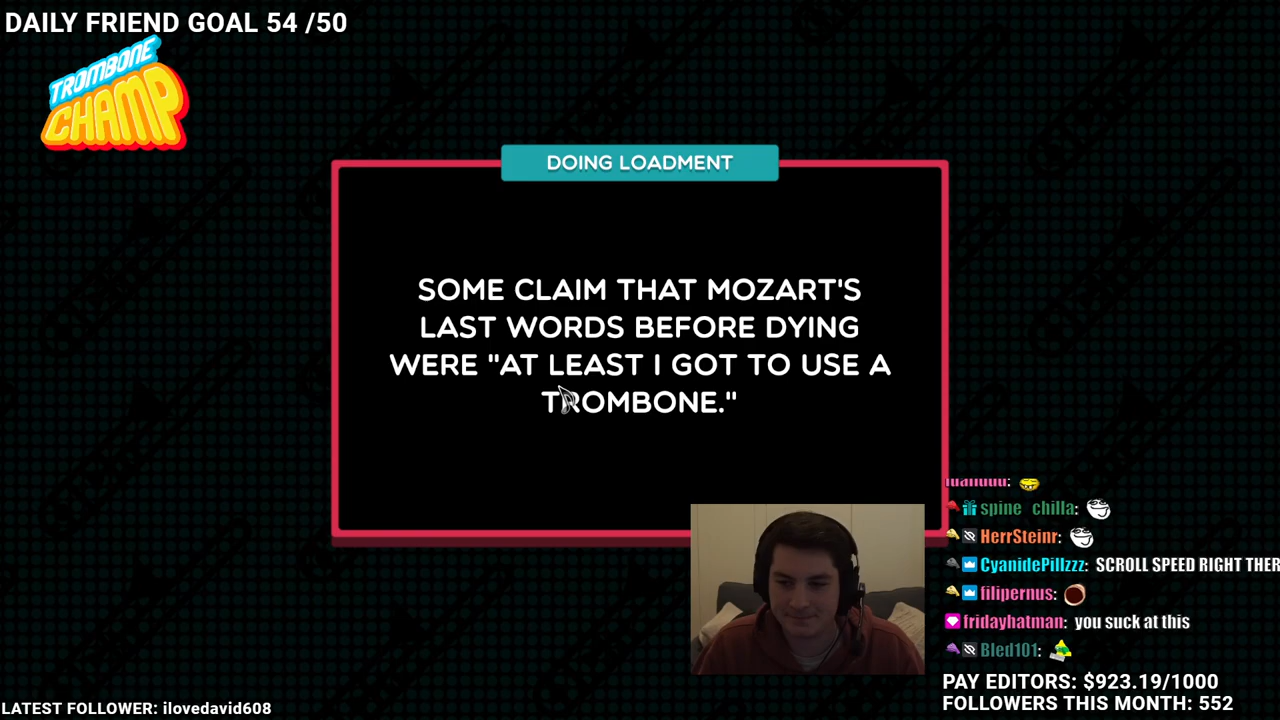 DAILY FRIEND GOAL 54 /50
TROMBONE
CHAMP
DOING LOADMENT
SOME CLAIM THAT MOZART'S
LAST WORDS BEFORE DYING
WERE "AT LEAST I GOT TO USE A
TROMBONE."
spine_chilla:
HerrSteinr:
CyanidePillzzz: SCROLL SPEED RIGHT THER
filipernus:
fridayhatman: you suck at this
Bled101:
PAY EDITORS: $923.19/1000
FOLLOWERS THIS MONTH: 552
LATEST FOLLOWER: ilovedavid608